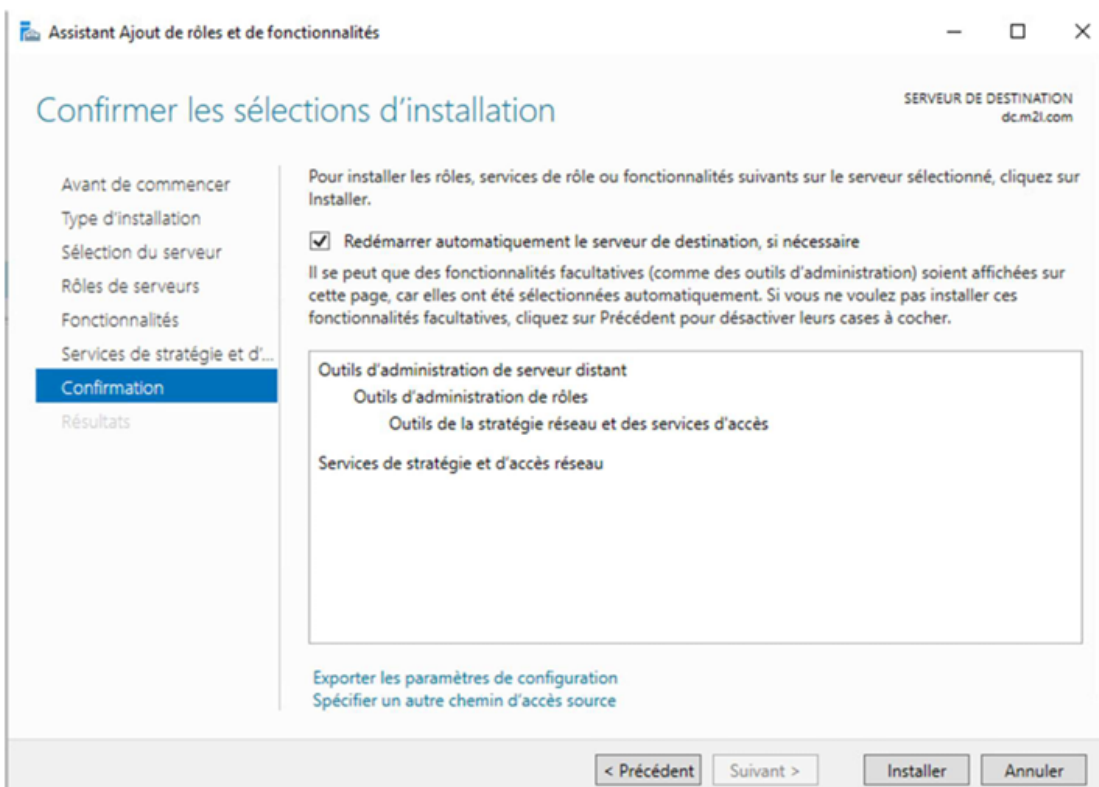 Assistant Ajout de rôles et de fonctionnalités
Confirmer les sélections d'installation
SERVEUR DE DESTINATION
dc.m2l.com
Avant de commencer
Type d'installation
Sélection du serveur
Rôles de serveurs
Fonctionnalités
Services de stratégie et d'...
Confirmation
Résultats
Pour installer les rôles, services de rôle ou fonctionnalités suivants sur le serveur sélectionné, cliquez sur
Installer.
Redémarrer automatiquement le serveur de destination, si nécessaire
Il se peut que des fonctionnalités facultatives (comme des outils d'administration) soient affichées sur
cette page, car elles ont été sélectionnées automatiquement. Si vous ne voulez pas installer ces
fonctionnalités facultatives, cliquez sur Précédent pour désactiver leurs cases à cocher.
Outils d'administration de serveur distant
Outils d'administration de rôles
Outils de la stratégie réseau et des services d'accès
Services de stratégie et d'accès réseau
Exporter les paramètres de configuration
Spécifier un autre chemin d'accès source
< Précédent
Suivant >
Installer
Annuler